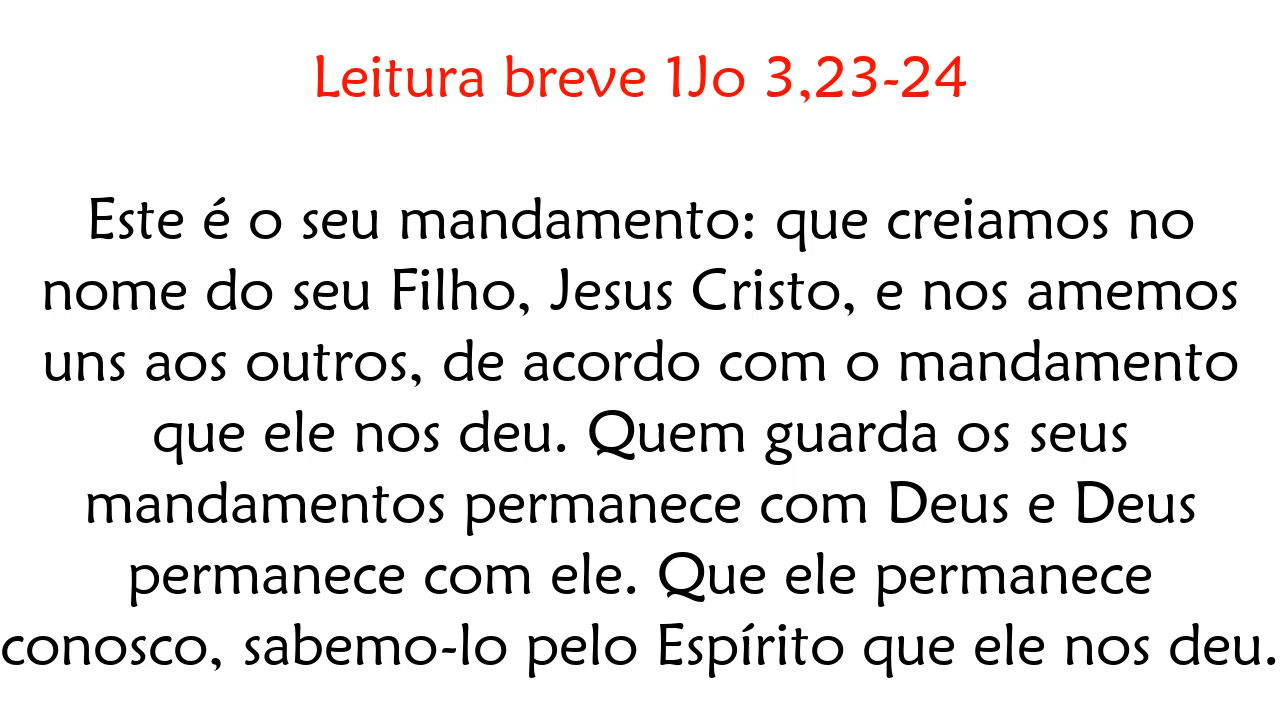 Leitura breve 1Jo 3,23-24
Este é o seu mandamento: que creiamos no
nome do seu Filho, Jesus Cristo, e nos amemos
uns aos outros, de acordo com o mandamento
que ele nos deu. Quem guarda os seus
mandamentos permanece com Deus e Deus
permanece com ele. Que ele permanece
conosco, sabemo-lo pelo Espírito que ele nos deu.